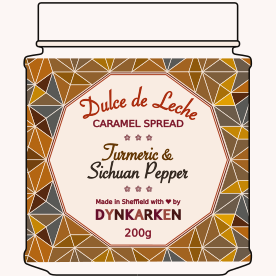 Dulce de Leche
CARAMEL SPREAD
Turmeric &
Sichuan Pepper
Made in Sheffield with ♥ by
DYNKARKEN
200g